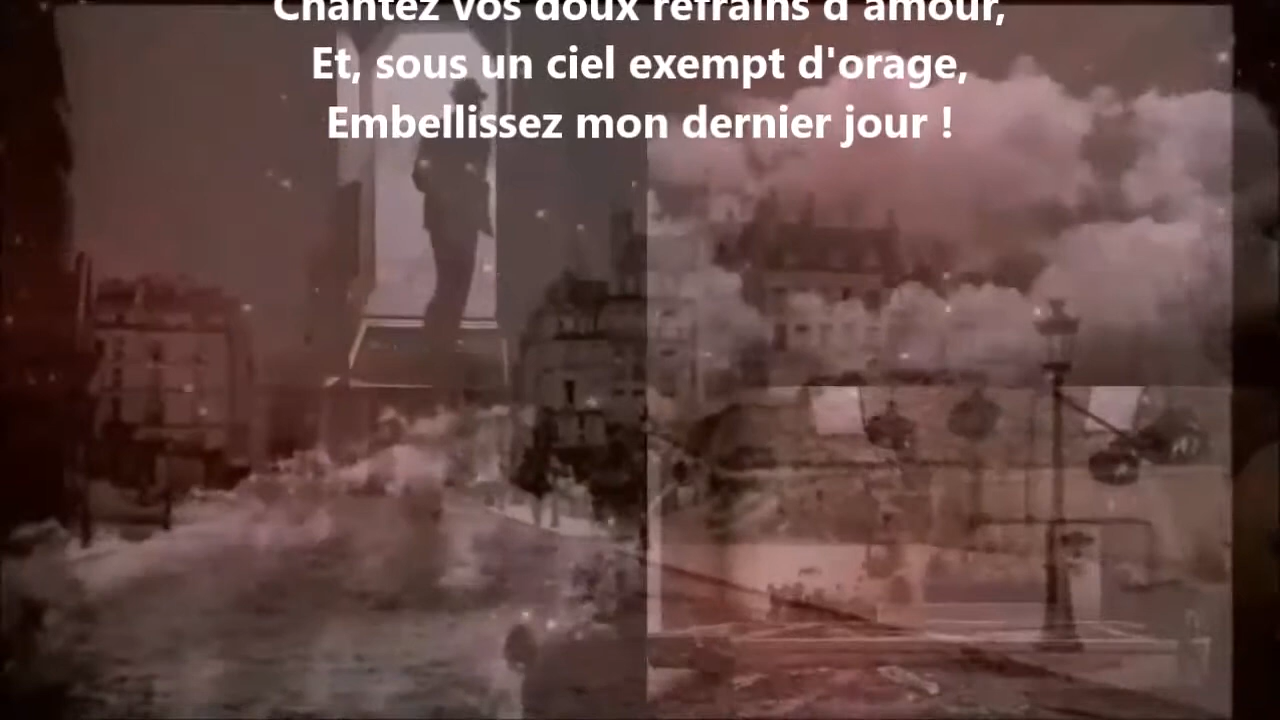 Chantez vos doux refrains d'amour,
Et, sous un ciel exempt d'orage,
Embellissez mon dernier jour !